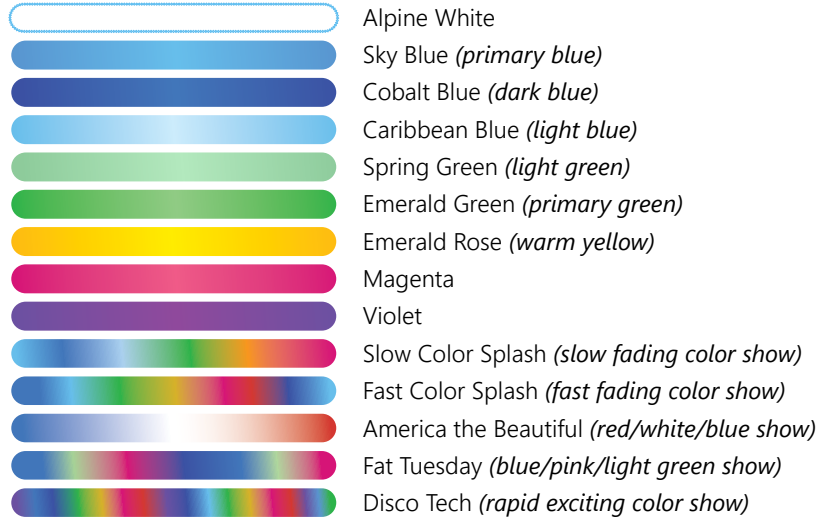 Alpine White
Sky Blue (primary blue)
Cobalt Blue (dark blue)
Caribbean Blue (light blue)
Spring Green (light green)
Emerald Green (primary green)
Emerald Rose (warm yellow)
Magenta
Violet
Slow Color Splash (slow fading color show)
Fast Color Splash (fast fading color show)
America the Beautiful (red/white/blue show)
Fat Tuesday (blue/pink/light green show)
Disco Tech (rapid exciting color show)